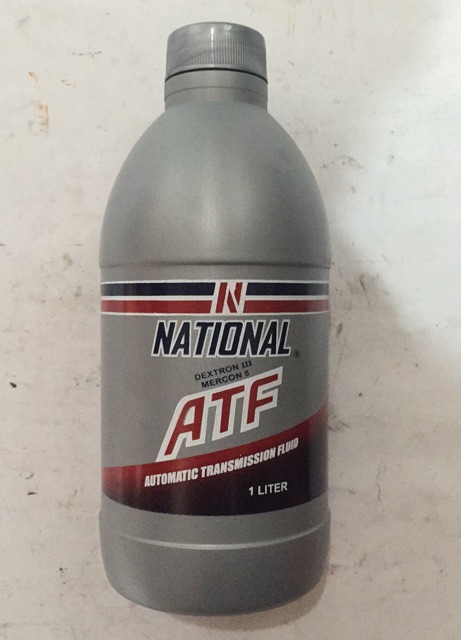 N
NATIONAL®
DEXTRON III
MERCON 5
ATF
AUTOMATIC TRANSMISSION FLUID
1 LITER